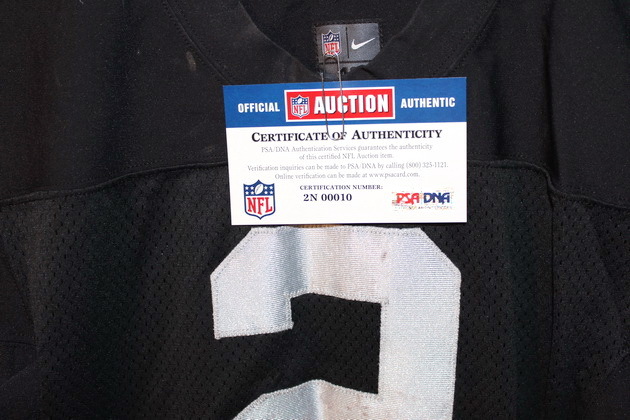 NFL
OFFICIAL NFL AUCTION AUTHENTIC
CERTIFICATE OF AUTHENTICITY
PSA/DNA Authentication Services guarantees the authenticity
of this certified NFL Auction item.
Verification inquiries can be made to PSA/DNA by calling (800) 325-1121.
Online verification can be made at www.psacard.com.
CERTIFICATION NUMBER:
2N 00010
NFL
PSA DNA
2